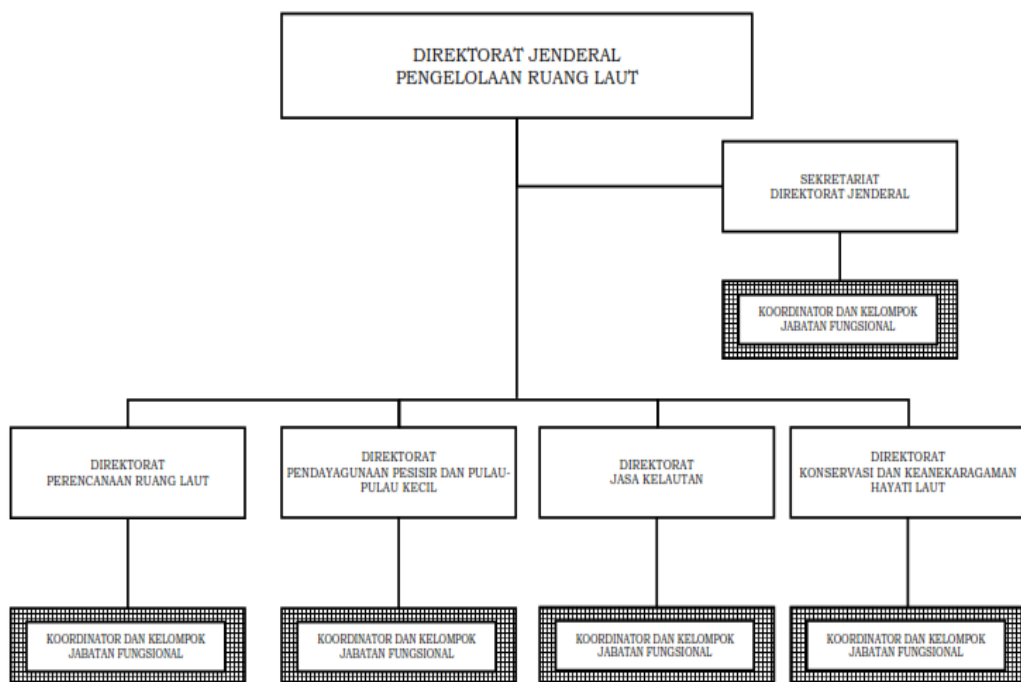 DIREKTORAT JENDERAL
PENGELOLAAN RUANG LAUT
SEKRETARIAT
DIREKTORAT JENDERAL
KOORDINATOR DAN KELOMPOK
JABATAN FUNGSIONAL
DIREKTORAT
PERENCANAAN RUANG LAUT
DIREKTORAT
PENDAYAGUNAAN PESISIR DAN PULAU-
PULAU KECIL
DIREKTORAT
JASA KELAUTAN
DIREKTORAT
KONSERVASI DAN KEANEKARAGAMAN
HAYATI LAUT
KOORDINATOR DAN KELOMPOK
JABATAN FUNGSIONAL
KOORDINATOR DAN KELOMPOK
JABATAN FUNGSIONAL
KOORDINATOR DAN KELOMPOK
JABATAN FUNGSIONAL
KOORDINATOR DAN KELOMPOK
JABATAN FUNGSIONAL